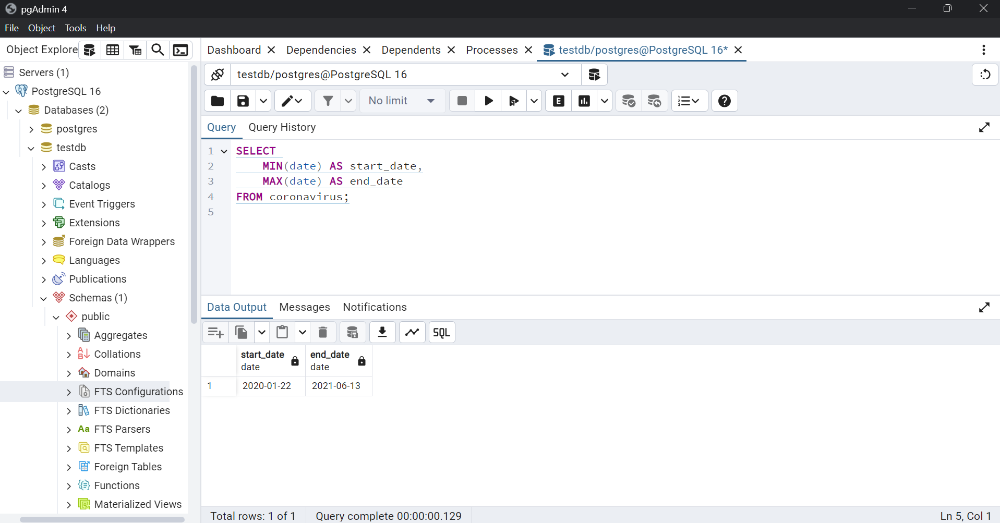 pgAdmin 4
File Object Tools Help
Object Explore
Dashboard Dependencies Dependents Processes testdb/postgres@PostgreSQL 16*
Servers (1)
PostgreSQL 16
Databases (2)
postgres
testdb
Casts
Catalogs
Event Triggers
Extensions
Foreign Data Wrappers
Languages
Publications
Schemas (1)
public
Aggregates
Collations
Domains
FTS Configurations
FTS Dictionaries
Aa FTS Parsers
FTS Templates
Foreign Tables
Functions
Materialized Views
testdb/postgres@PostgreSQL 16
No limit E
Query Query History
1 SELECT
2 MIN(date) AS start_date,
3 MAX(date) AS end_date
4 FROM coronavirus;
5
Data Output Messages Notifications
SQL
start_date end_date
date date
1 2020-01-22 2021-06-13
Total rows: 1 of 1 Query complete 00:00:00.129 Ln 5, Col 1